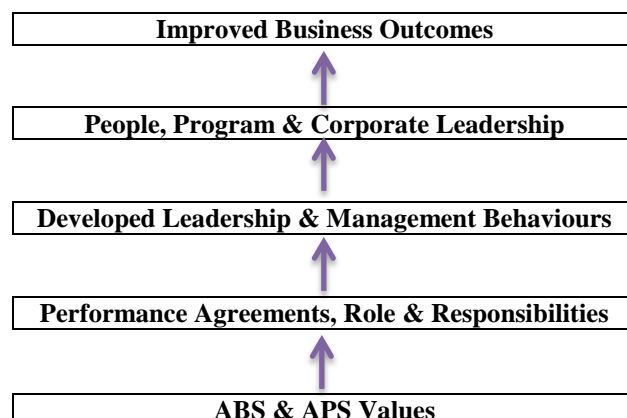 Improved Business Outcomes
People, Program & Corporate Leadership
Developed Leadership & Management Behaviours
Performance Agreements, Role & Responsibilities
ABS & APS Values